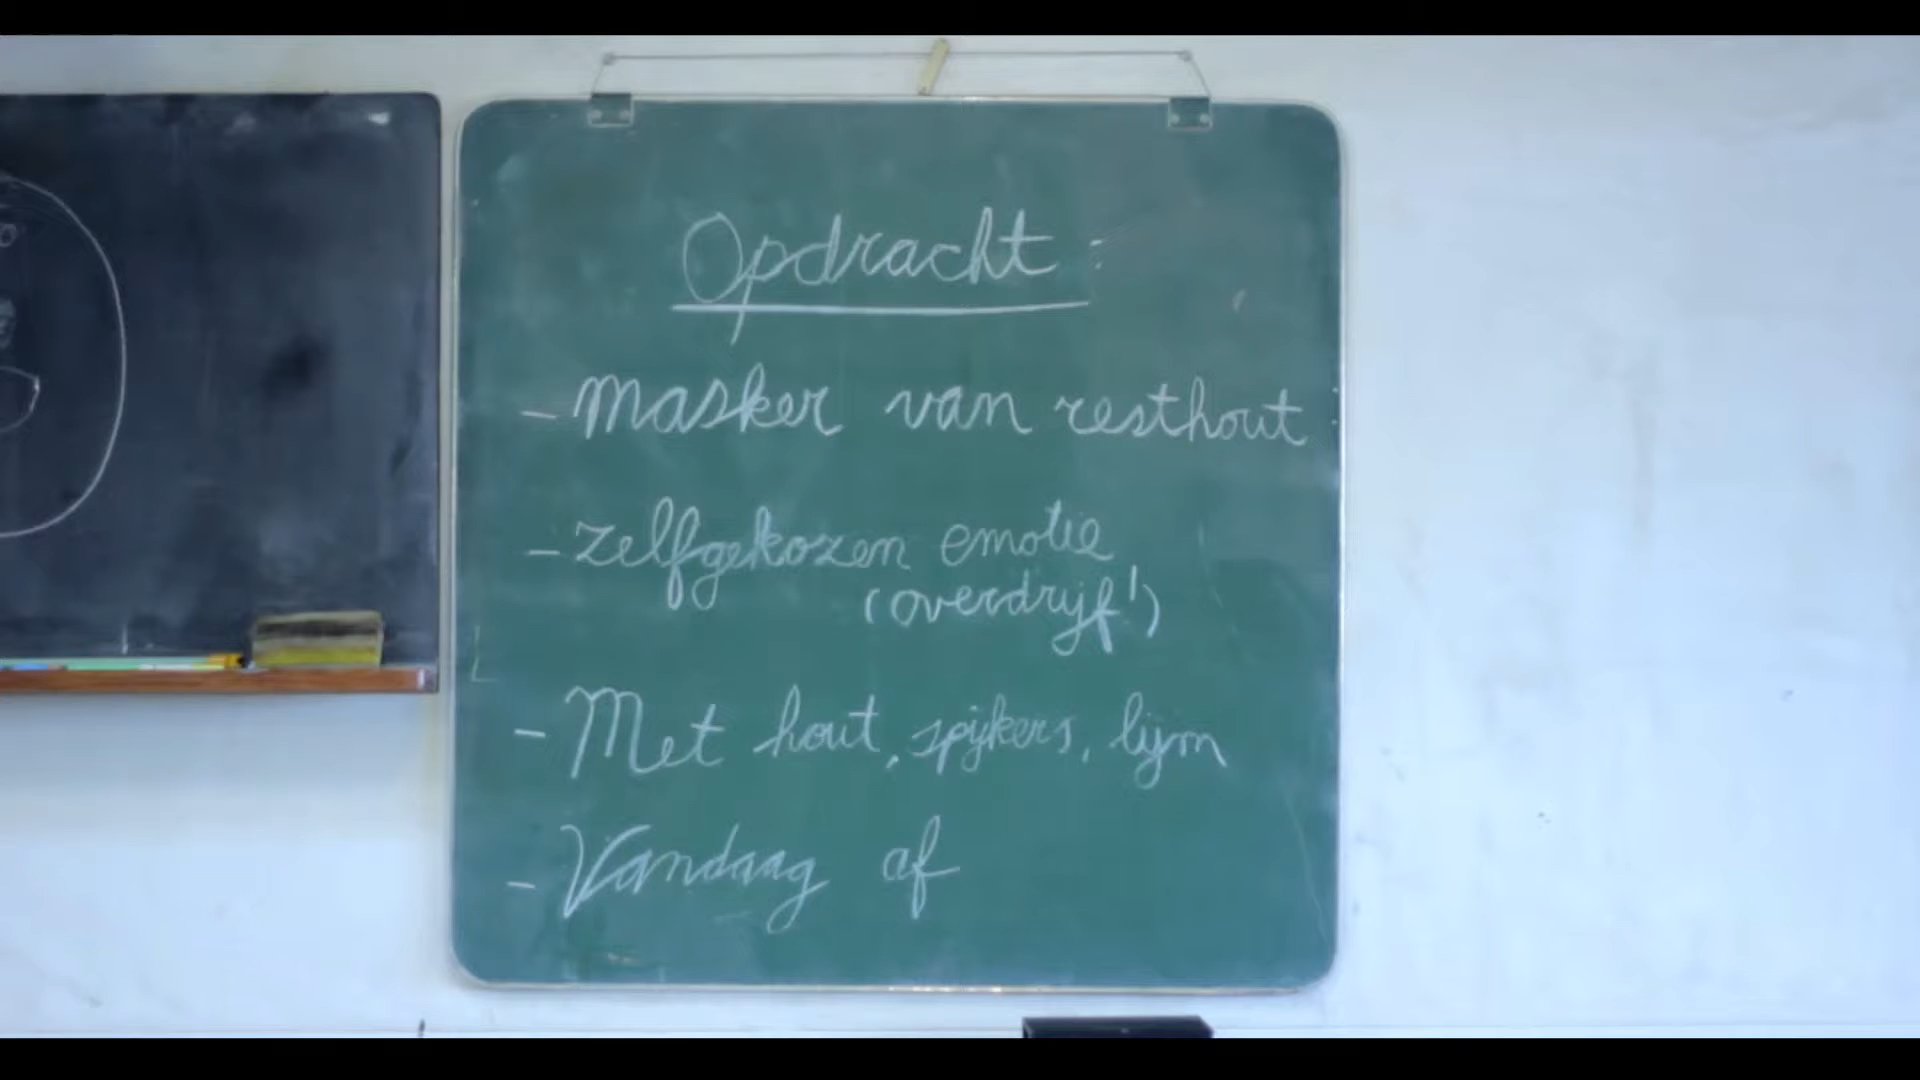 Opdracht:
- Masker van resthout
- Zelfgekozen emotie
(overdrijf!)
- Met hout, spijkers, lijm
- Vandaag af